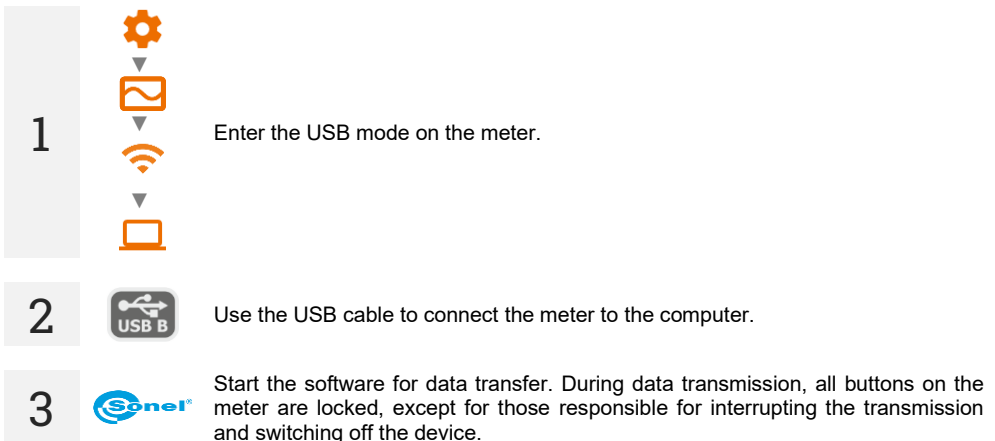 1
Enter the USB mode on the meter.
2
USB B
Use the USB cable to connect the meter to the computer.
3
Sonel®
Start the software for data transfer. During data transmission, all buttons on the
meter are locked, except for those responsible for interrupting the transmission
and switching off the device.